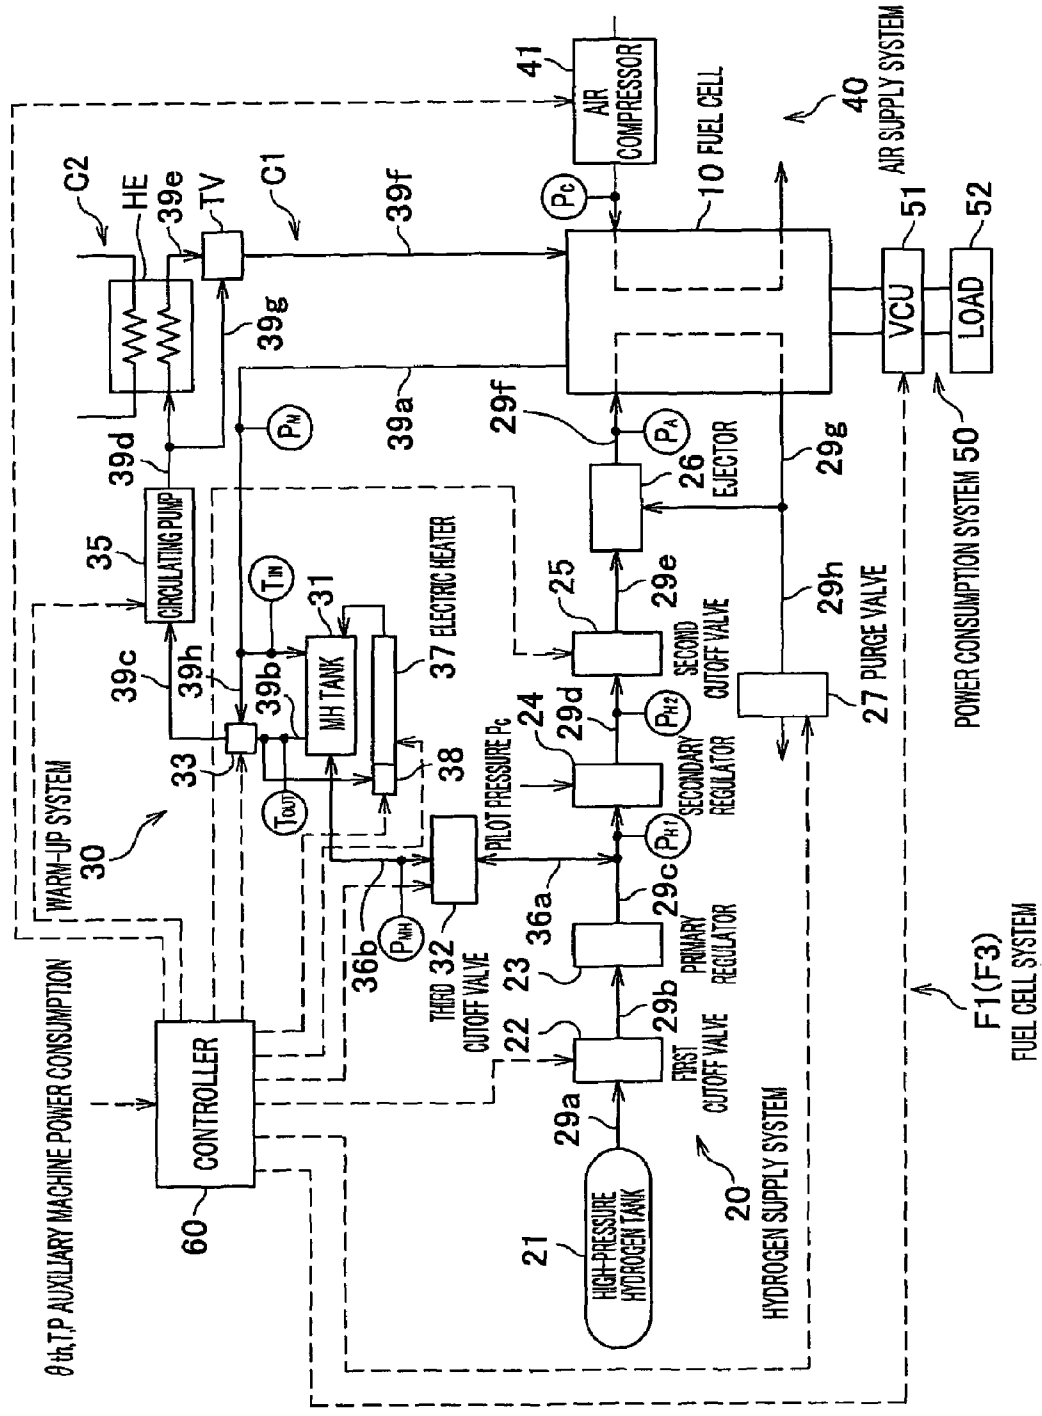 θth,T,P AUXILIARY MACHINE POWER CONSUMPTION
60
CONTROLLER
WARM-UP SYSTEM
30
33
39c
39h
39b
TOUT
TIN
35
CIRCULATING PUMP
39d
PM
31
MH TANK
37 ELECTRIC HEATER
38
C2
HE
39e
TV
39g
C1
39f
39a
36b
PMH
THIRD 32
CUTOFF VALVE
PILOT PRESSURE PC
36a
21
HIGH-PRESSURE
HYDROGEN TANK
29a
22
FIRST
CUTOFF VALVE
29b
23
PRIMARY
REGULATOR
29c
PH1
24
SECONDARY
REGULATOR
29d
PH2
25
SECOND
CUTOFF VALVE
29e
26
EJECTOR
29f
PA
PC
41
AIR
COMPRESSOR
10 FUEL CELL
40
AIR SUPPLY SYSTEM
20
HYDROGEN SUPPLY SYSTEM
27 PURGE VALVE
29h
29g
POWER CONSUMPTION SYSTEM 50
VCU
51
LOAD
52
F1(F3)
FUEL CELL SYSTEM